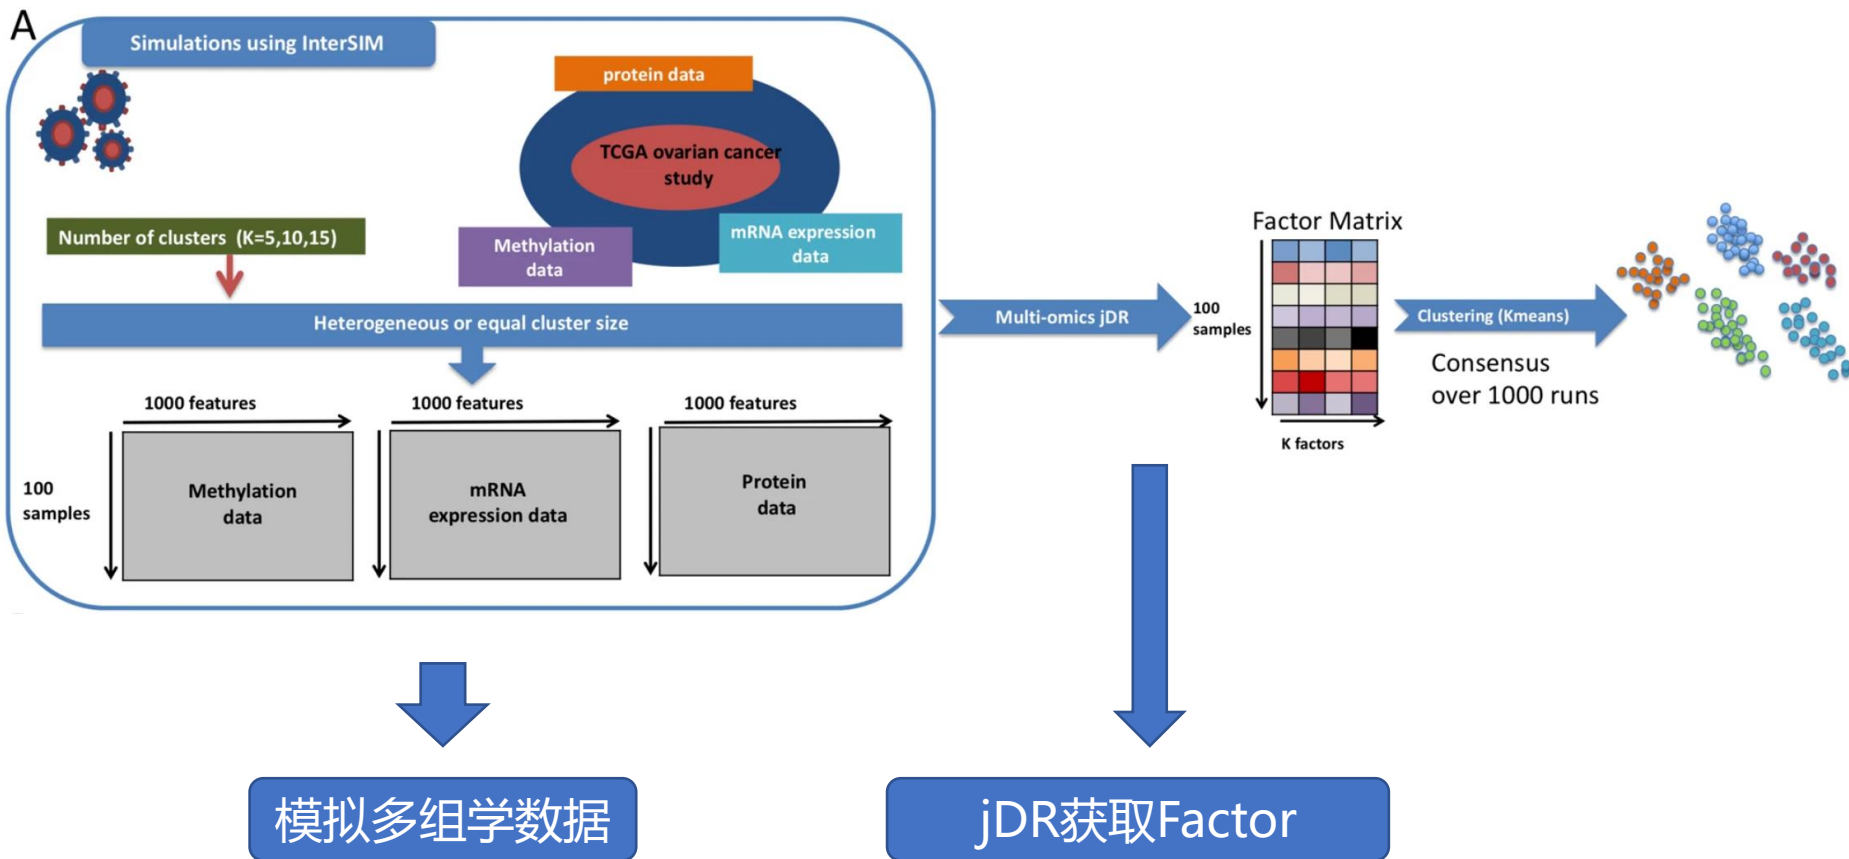 A
Simulations using InterSIM
protein data
TCGA ovarian cancer
study
Number of clusters  (K=5,10,15)
Methylation
data
mRNA expression
data
Heterogeneous or equal cluster size
1000 features
1000 features
1000 features
100
samples
Methylation
data
mRNA
expression data
Protein
data
Multi-omics jDR
Factor Matrix
100
samples
K factors
Clustering (Kmeans)
Consensus
over 1000 runs
模拟多组学数据
jDR获取Factor